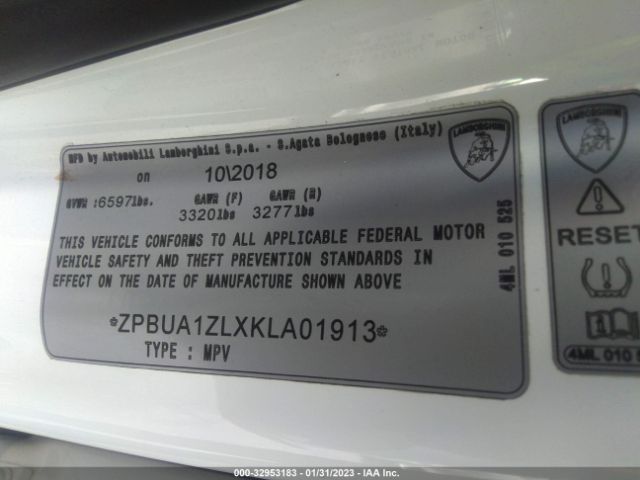 MFD by Automobili Lamborghini S.p.a. - S.Agata Bolognese (Italy)
on 10\2018
GVWR :6597lbs. GAWR (F) GAWR (R)
3320lbs 3277lbs
THIS VEHICLE CONFORMS TO ALL APPLICABLE FEDERAL MOTOR
VEHICLE SAFETY AND THEFT PREVENTION STANDARDS IN
EFFECT ON THE DATE OF MANUFACTURE SHOWN ABOVE
*ZPBUA1ZLXKLA01913*
TYPE : MPV
LAMBORGHINI
4ML 010 525
LAMBORGHINI
RESET
4ML 010
000-32953183 - 01/31/2023 - IAA Inc.